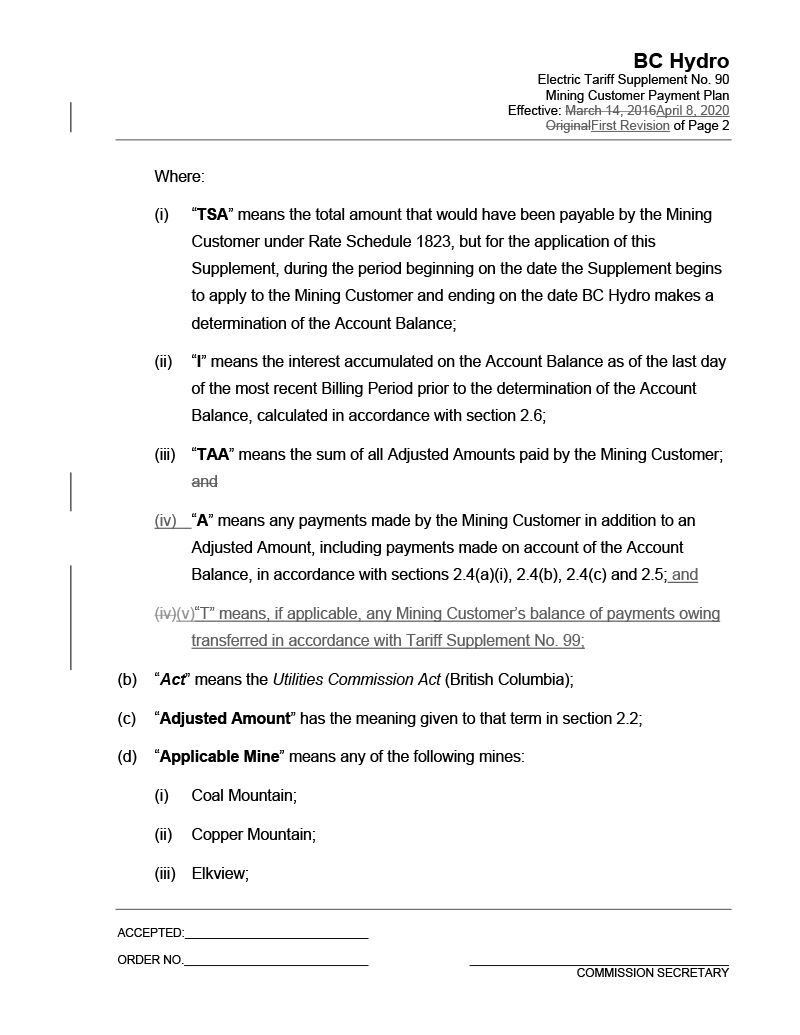 BC Hydro
Electric Tariff Supplement No. 90
Mining Customer Payment Plan
Effective: March 14, 2016April 8, 2020
OriginalFirst Revision of Page 2
Where:
(i) “TSA” means the total amount that would have been payable by the Mining
Customer under Rate Schedule 1823, but for the application of this
Supplement, during the period beginning on the date the Supplement begins
to apply to the Mining Customer and ending on the date BC Hydro makes a
determination of the Account Balance;
(ii) “I” means the interest accumulated on the Account Balance as of the last day
of the most recent Billing Period prior to the determination of the Account
Balance, calculated in accordance with section 2.6;
(iii) “TAA” means the sum of all Adjusted Amounts paid by the Mining Customer;
and
(iv) “A” means any payments made by the Mining Customer in addition to an
Adjusted Amount, including payments made on account of the Account
Balance, in accordance with sections 2.4(a)(i), 2.4(b), 2.4(c) and 2.5; and
(iv)(v)“T” means, if applicable, any Mining Customer’s balance of payments owing
transferred in accordance with Tariff Supplement No. 99;
(b) “Act” means the Utilities Commission Act (British Columbia);
(c) “Adjusted Amount” has the meaning given to that term in section 2.2;
(d) “Applicable Mine” means any of the following mines:
(i) Coal Mountain;
(ii) Copper Mountain;
(iii) Elkview;
ACCEPTED:
ORDER NO.
COMMISSION SECRETARY